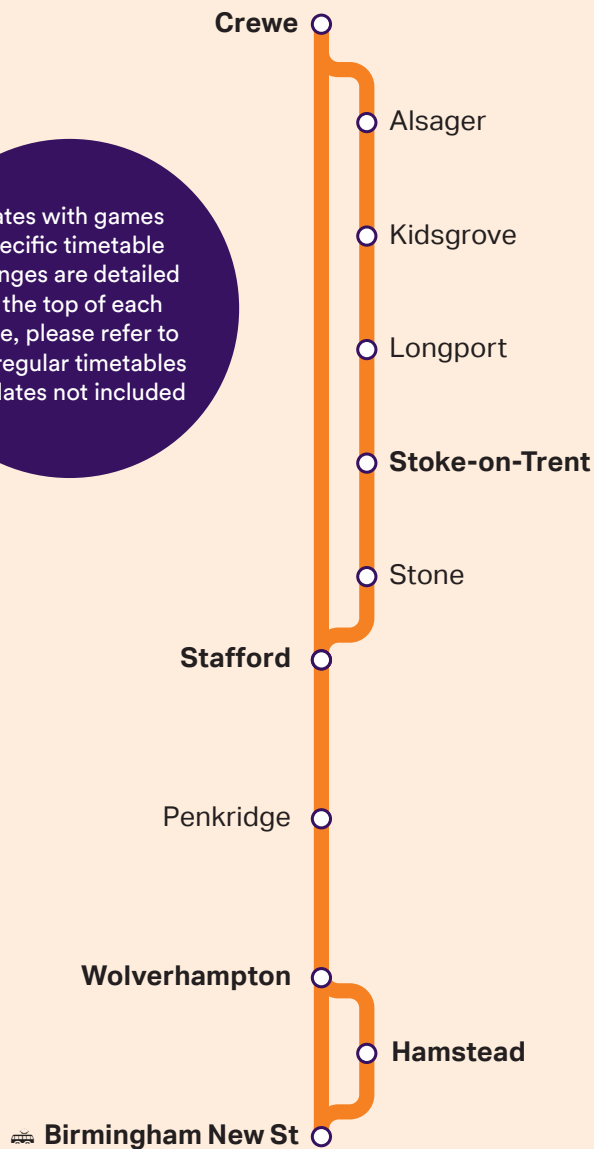 Crewe
Alsager
ates with games
ecific timetable
nges are detailed
the top of each
e, please refer to
regular timetables
lates not included
Kidsgrove
Longport
Stoke-on-Trent
Stone
Stafford
Penkridge
Wolverhampton
Hamstead
Birmingham New St